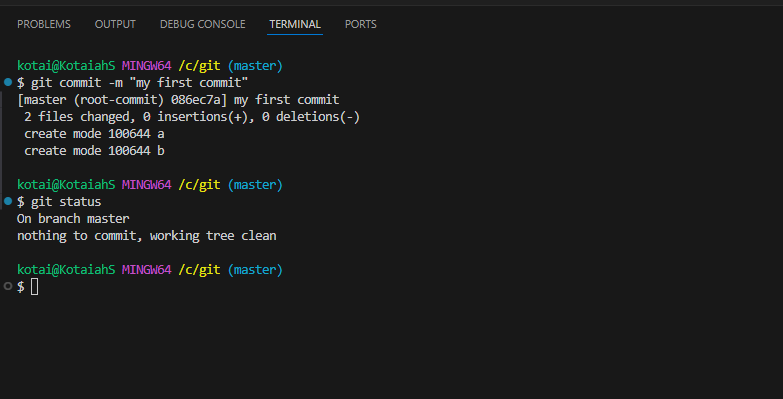 PROBLEMS OUTPUT DEBUG CONSOLE TERMINAL PORTS
kotai@KotaiahS MINGW64 /c/git (master)
$ git commit -m "my first commit"
[master (root-commit) 086ec7a] my first commit
 2 files changed, 0 insertions(+), 0 deletions(-)
 create mode 100644 a
 create mode 100644 b
kotai@KotaiahS MINGW64 /c/git (master)
$ git status
On branch master
nothing to commit, working tree clean
kotai@KotaiahS MINGW64 /c/git (master)
$